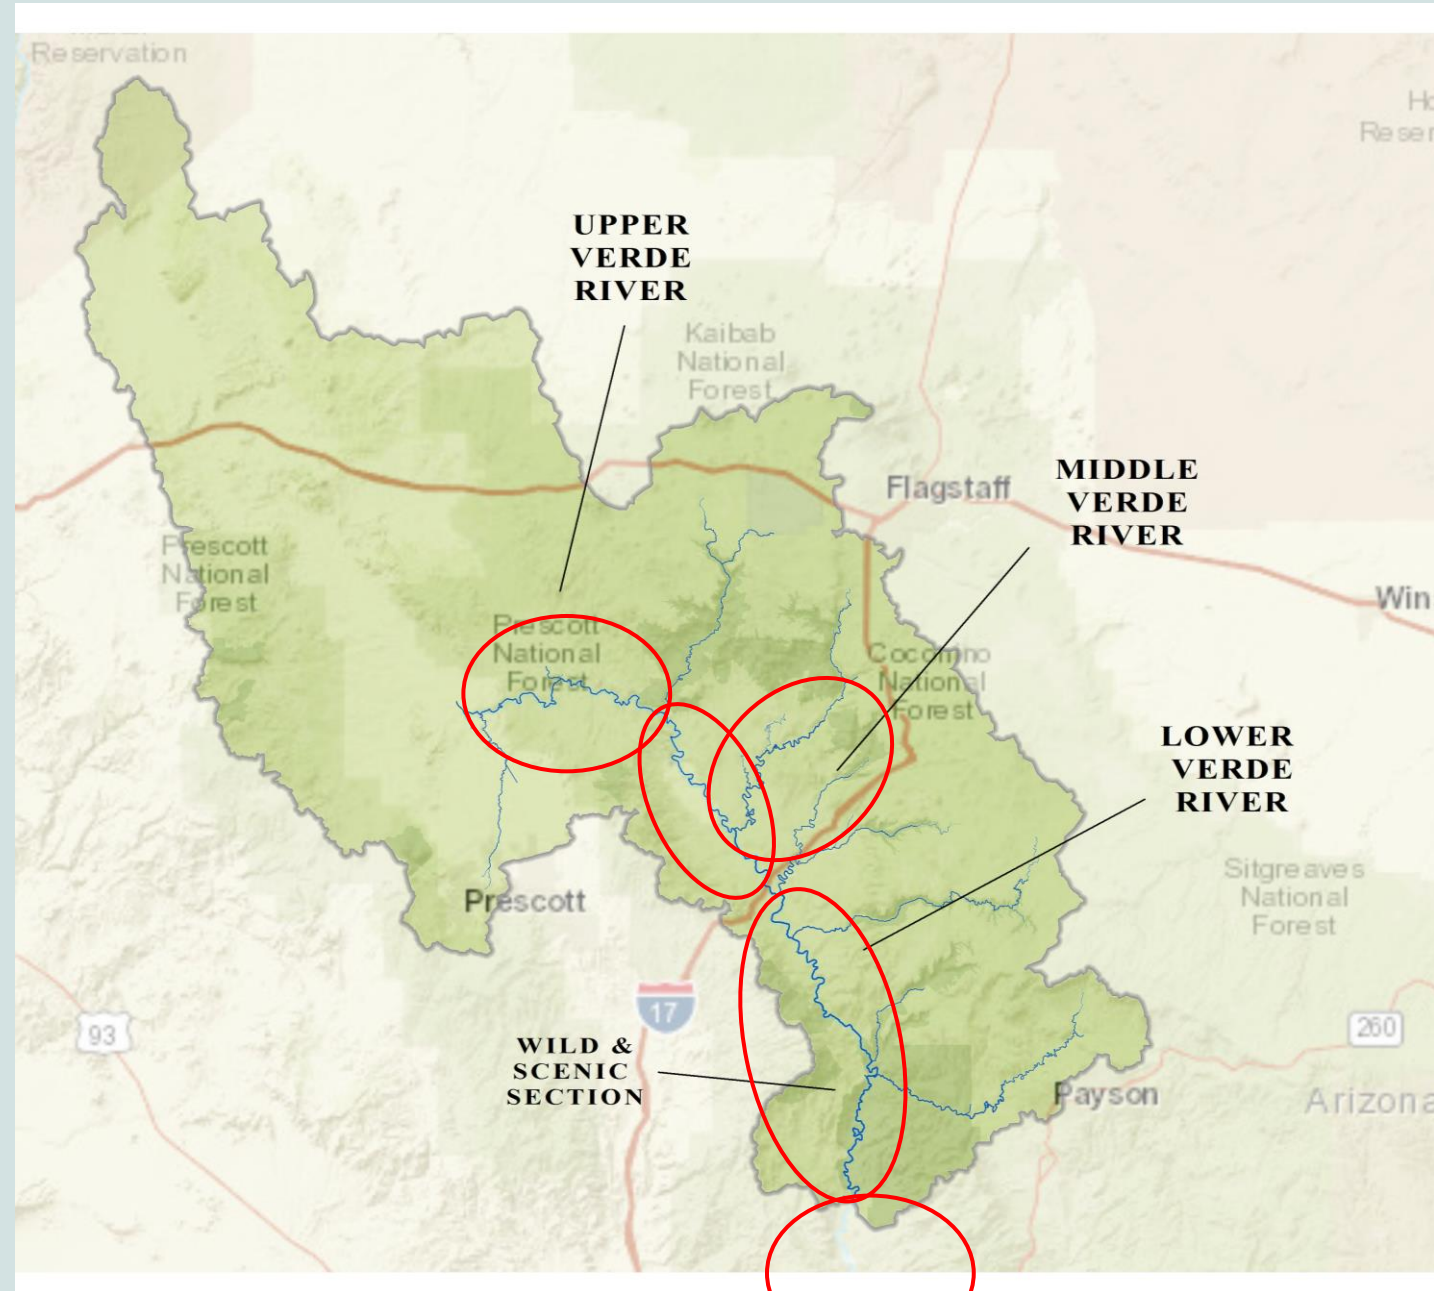 Reservation
UPPER
VERDE
RIVER
Kaibab
National
Forest
Flagstaff
MIDDLE
VERDE
RIVER
Prescott
National
Forest
Win
Prescott
National
Forest
Coconino
National
Forest
LOWER
VERDE
RIVER
Sitgreaves
National
Forest
Prescott
17
93
WILD &
SCENIC
SECTION
260
Payson
Arizona